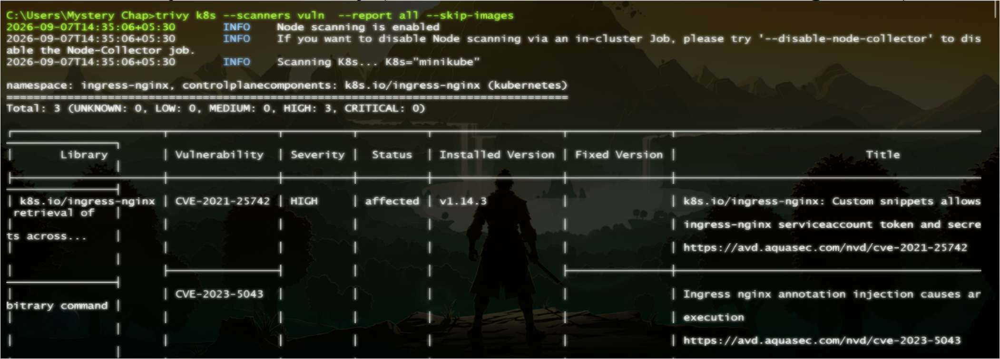 C:\Users\Mystery Chap>trivy k8s --scanners vuln  --report all --skip-images
2026-09-07T14:35:06+05:30       INFO    Node scanning is enabled
2026-09-07T14:35:06+05:30       INFO    If you want to disable Node scanning via an in-cluster Job, please try '--disable-node-collector' to dis
able the Node-Collector job.
2026-09-07T14:35:06+05:30       INFO    Scanning K8s... K8s="minikube"
namespace: ingress-nginx, controlplanecomponents: k8s.io/ingress-nginx (kubernetes)
Total: 3 (UNKNOWN: 0, LOW: 0, MEDIUM: 0, HIGH: 3, CRITICAL: 0)
Library | Vulnerability | Severity | Status | Installed Version | Fixed Version | Title
k8s.io/ingress-nginx | CVE-2021-25742 | HIGH | affected | v1.14.3 | | k8s.io/ingress-nginx: Custom snippets allows
retrieval of
ingress-nginx serviceaccount token and secre
ts across...
https://avd.aquasec.com/nvd/cve-2021-25742
CVE-2023-5043 | Ingress nginx annotation injection causes ar
bitrary command
execution
https://avd.aquasec.com/nvd/cve-2023-5043